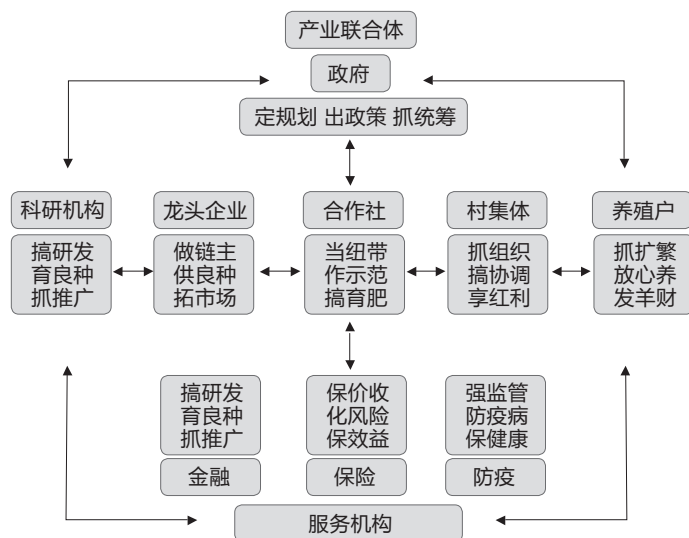 产业联合体
政府
定规划 出政策 抓统筹
科研机构
龙头企业
合作社
村集体
养殖户
搞研发
育良种
抓推广
做链主
供良种
拓市场
当纽带
作示范
搞育肥
抓组织
搞协调
享红利
抓扩繁
放心养
发羊财
搞研发
育良种
抓推广
保价收
化风险
保效益
强监管
防疫病
保健康
金融
保险
防疫
服务机构